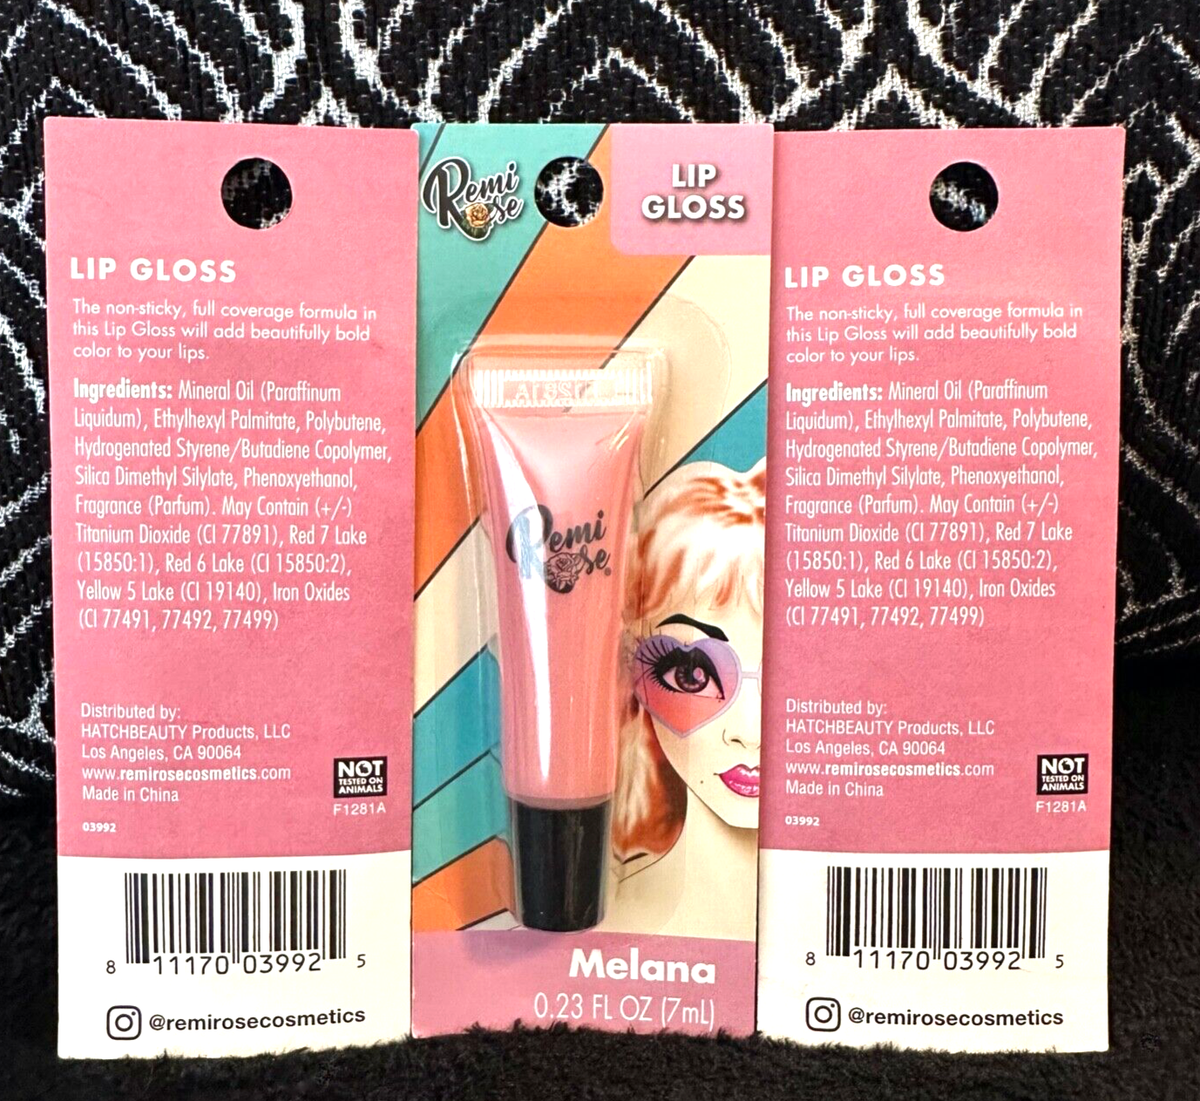 LIP GLOSS
The non-sticky, full coverage formula in
this Lip Gloss will add beautifully bold
color to your lips.
Ingredients: Mineral Oil (Paraffinum
Liquidum), Ethylhexyl Palmitate, Polybutene,
Hydrogenated Styrene/Butadiene Copolymer,
Silica Dimethyl Silylate, Phenoxyethanol,
Fragrance (Parfum). May Contain (+/-)
Titanium Dioxide (CI 77891), Red 7 Lake
(15850:1), Red 6 Lake (CI 15850:2),
Yellow 5 Lake (CI 19140), Iron Oxides
(CI 77491, 77492, 77499)
Distributed by:
HATCHBEAUTY Products, LLC
Los Angeles, CA 90064
www.remirosecosmetics.com
Made in China
03992
NOT
TESTED ON
ANIMALS
F1281A
8 11170 03992 5
@remirosecosmetics
Remi
Rose
LIP
GLOSS
Remi
Rose®
Melana
0.23 FL OZ (7mL)
LIP GLOSS
The non-sticky, full coverage formula in
this Lip Gloss will add beautifully bold
color to your lips.
Ingredients: Mineral Oil (Paraffinum
Liquidum), Ethylhexyl Palmitate, Polybutene,
Hydrogenated Styrene/Butadiene Copolymer,
Silica Dimethyl Silylate, Phenoxyethanol,
Fragrance (Parfum). May Contain (+/-)
Titanium Dioxide (CI 77891), Red 7 Lake
(15850:1), Red 6 Lake (CI 15850:2),
Yellow 5 Lake (CI 19140), Iron Oxides
(CI 77491, 77492, 77499)
Distributed by:
HATCHBEAUTY Products, LLC
Los Angeles, CA 90064
www.remirosecosmetics.com
Made in China
03992
NOT
TESTED ON
ANIMALS
F1281A
8 11170 03992 5
@remirosecosmetics